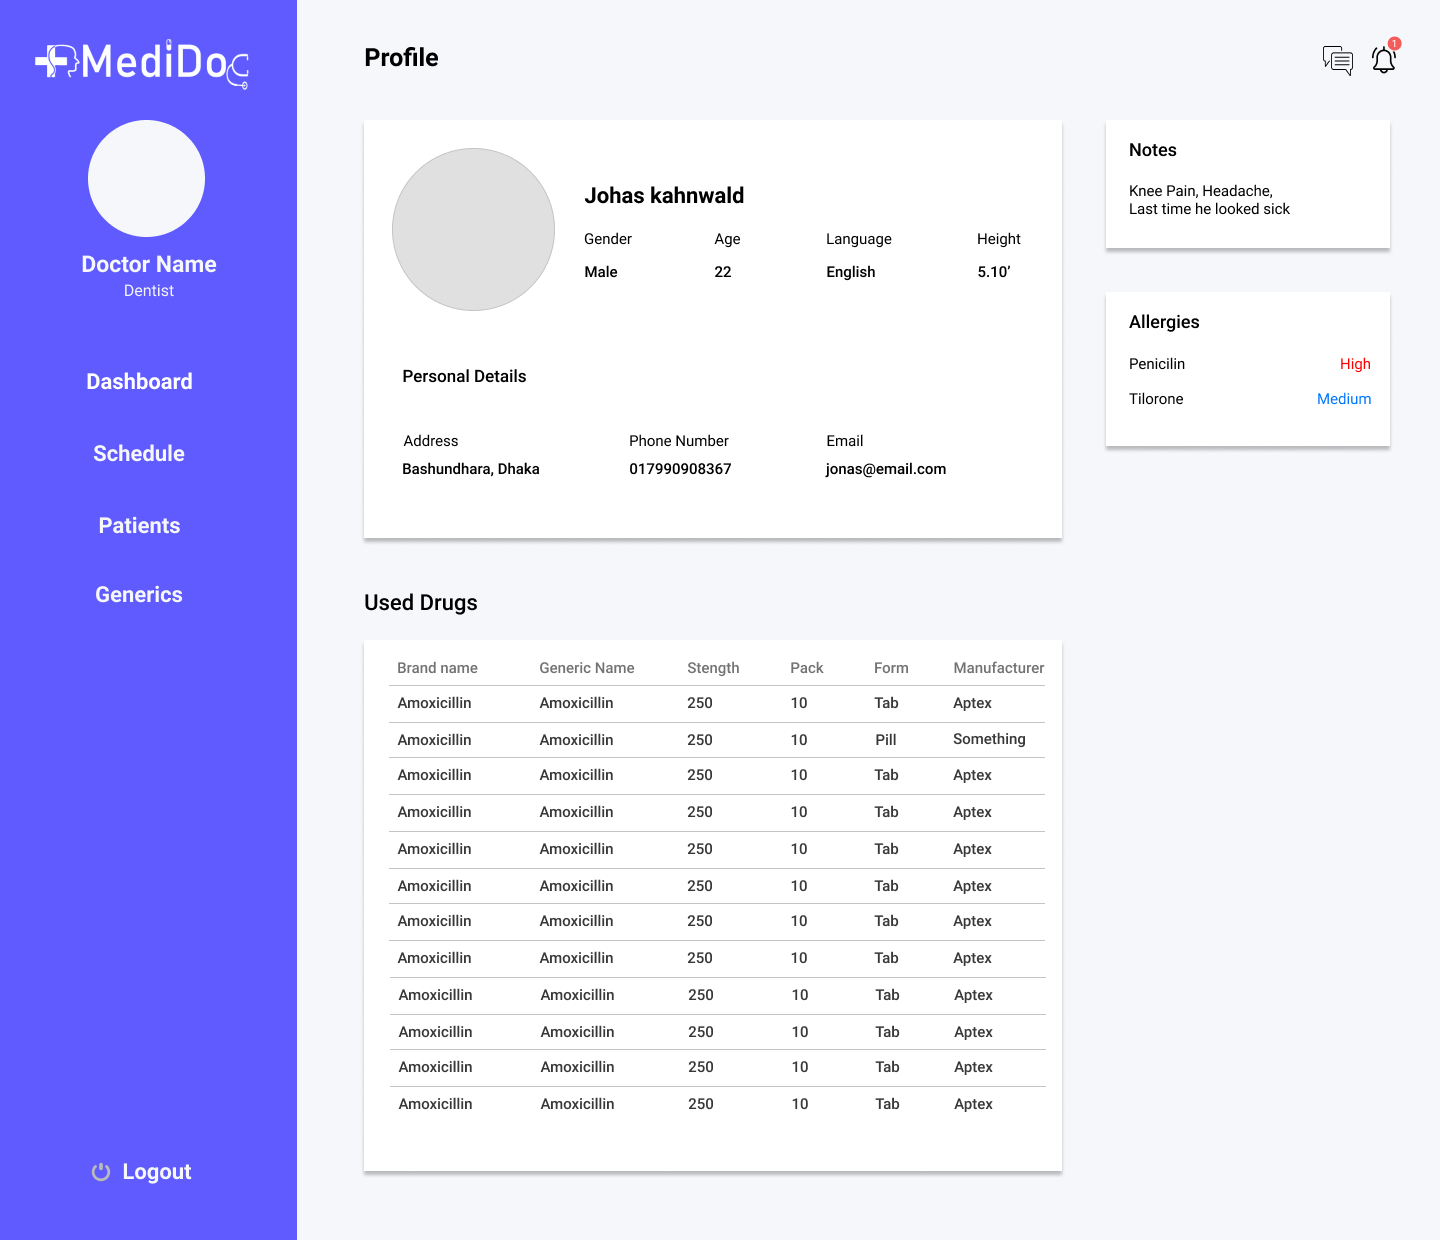 MediDoc
Doctor Name
Dentist
Dashboard
Schedule
Patients
Generics
Logout
Profile
1
Johas kahnwald
Gender Age Language Height
Male 22 English 5.10’
Personal Details
Address Phone Number Email
Bashundhara, Dhaka 017990908367 jonas@email.com
Notes
Knee Pain, Headache,
Last time he looked sick
Allergies
Penicilin High
Tilorone Medium
Used Drugs
Brand name Generic Name Stength Pack Form Manufacturer
Amoxicillin Amoxicillin 250 10 Tab Aptex
Amoxicillin Amoxicillin 250 10 Pill Something
Amoxicillin Amoxicillin 250 10 Tab Aptex
Amoxicillin Amoxicillin 250 10 Tab Aptex
Amoxicillin Amoxicillin 250 10 Tab Aptex
Amoxicillin Amoxicillin 250 10 Tab Aptex
Amoxicillin Amoxicillin 250 10 Tab Aptex
Amoxicillin Amoxicillin 250 10 Tab Aptex
Amoxicillin Amoxicillin 250 10 Tab Aptex
Amoxicillin Amoxicillin 250 10 Tab Aptex
Amoxicillin Amoxicillin 250 10 Tab Aptex
Amoxicillin Amoxicillin 250 10 Tab Aptex